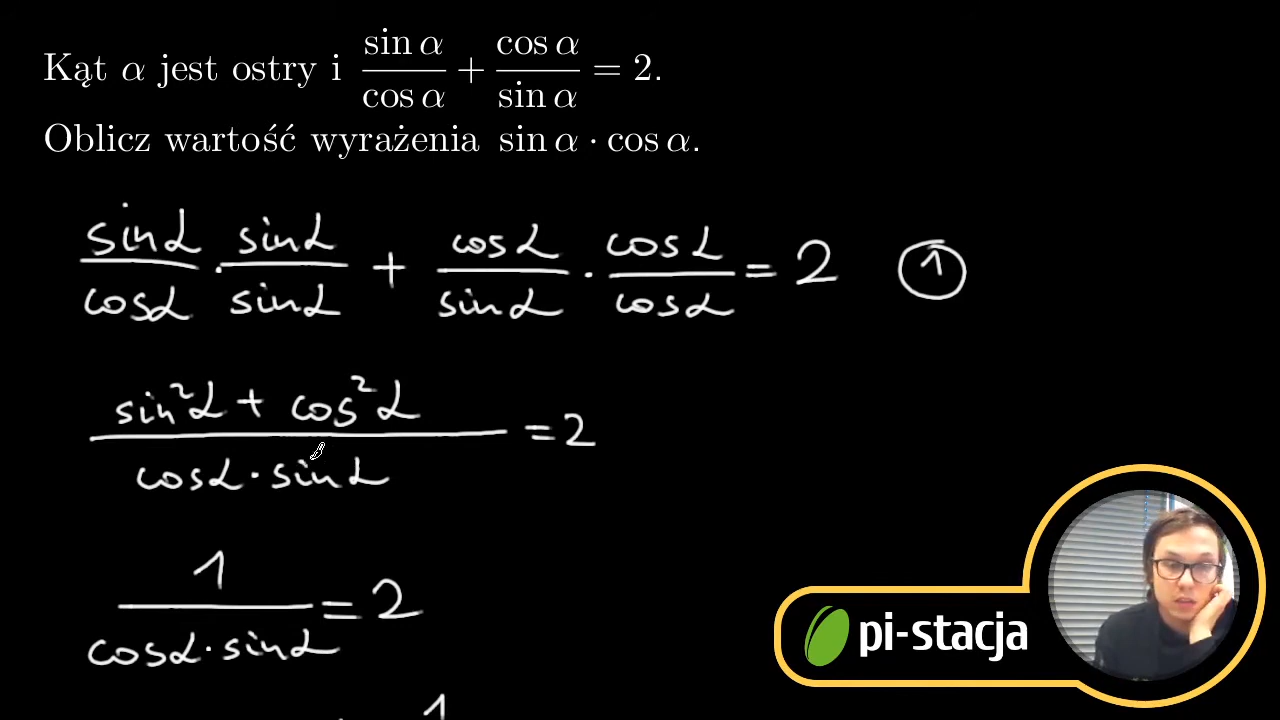 Kąt α jest ostry i sin α / cos α + cos α / sin α = 2.
Oblicz wartość wyrażenia sin α · cos α.
sinα / cosα · sinα / sinα + cosα / sinα · cosα / cosα = 2 ①
sin²α + cos²α / cosα · sinα = 2
1 / cosα · sinα = 2
1
pi-stacja